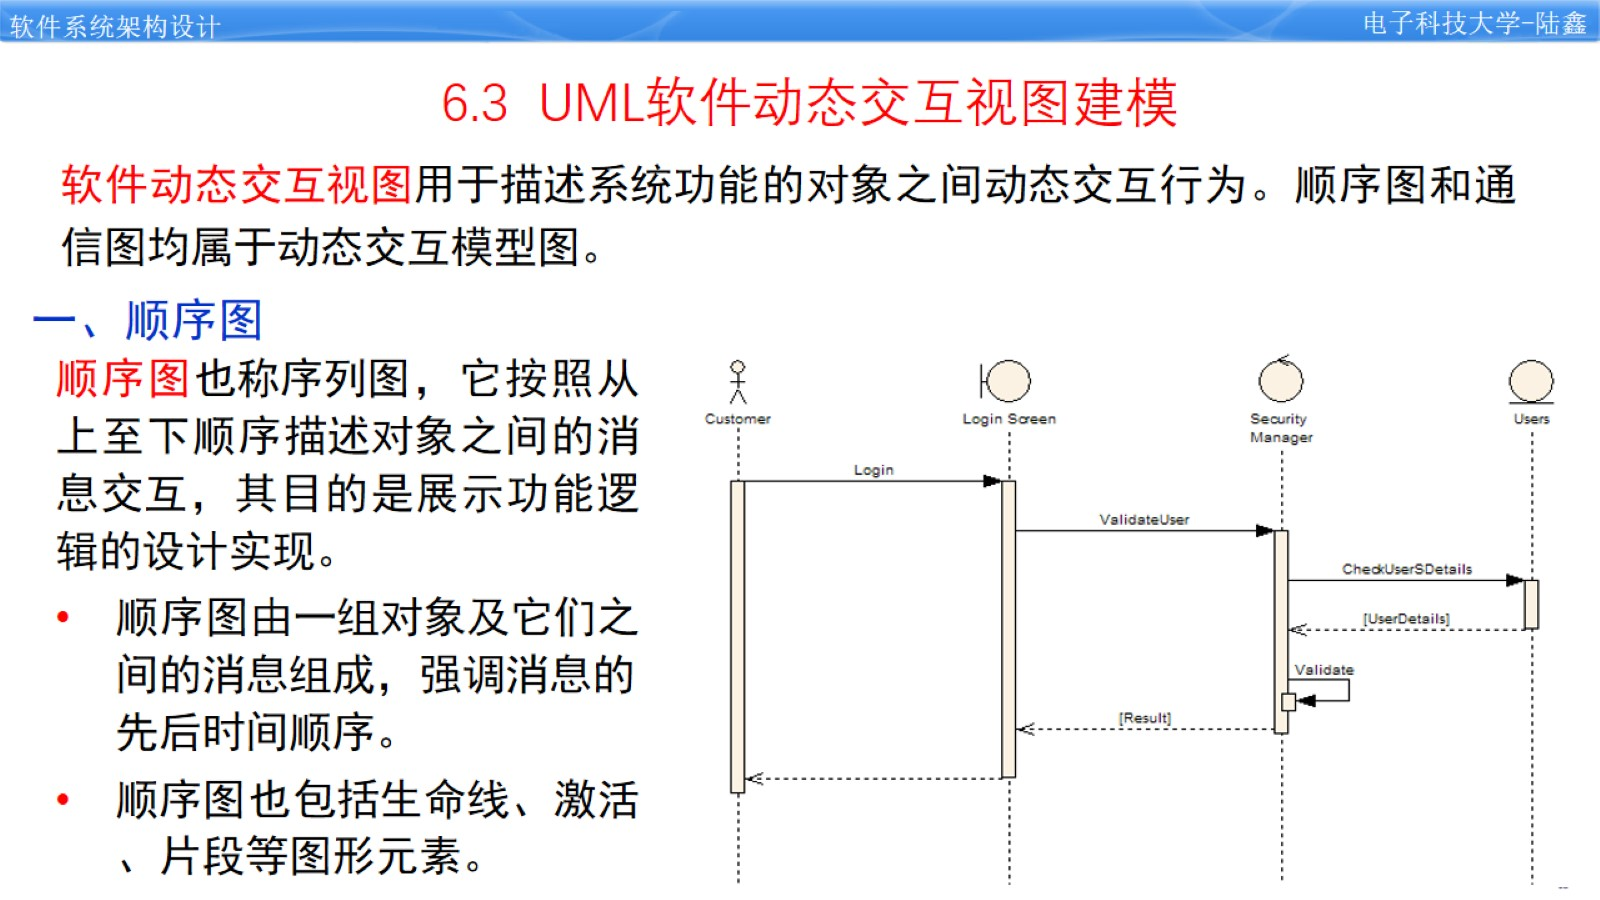 软件系统架构设计
电子科技大学-陆鑫
6.3 UML软件动态交互视图建模
软件动态交互视图用于描述系统功能的对象之间动态交互行为。顺序图和通
信图均属于动态交互模型图。
一、顺序图
顺序图也称序列图，它按照从
上至下顺序描述对象之间的消
息交互，其目的是展示功能逻
辑的设计实现。
• 顺序图由一组对象及它们之
间的消息组成，强调消息的
先后时间顺序。
• 顺序图也包括生命线、激活
、片段等图形元素。
Customer
Login Screen
Security
Manager
Users
Login
ValidateUser
CheckUserSDetails
[UserDetails]
Validate
[Result]